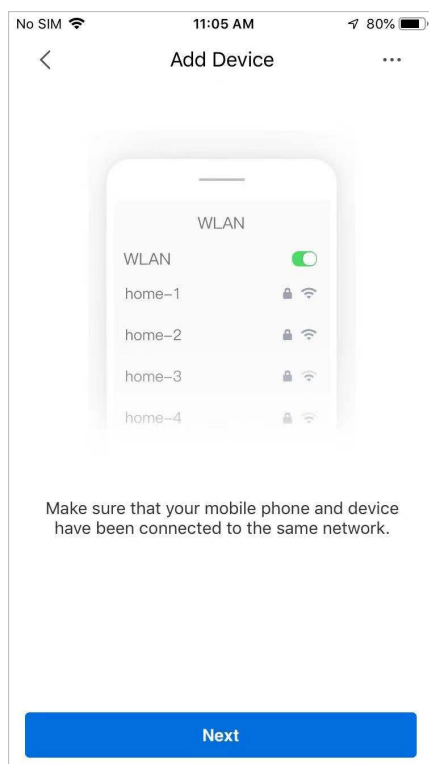 No SIM 11:05 AM 80%
Add Device ...
WLAN
WLAN
home-1
home-2
home-3
home-4
Make sure that your mobile phone and device
have been connected to the same network.
Next